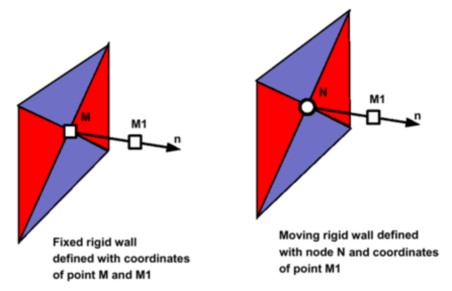 M
M1
n
Fixed rigid wall
defined with coordinates
of point M and M1
N
M1
n
Moving rigid wall defined
with node N and coordinates
of point M1